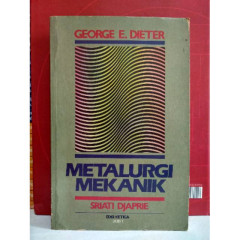 GEORGE E. DIETER
METALURGI
MEKANIK
SRIATI DJAPRIE